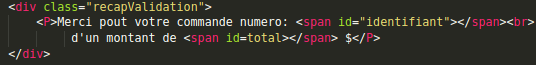 <div class="recapValidation">
<P>Merci pout votre commande numero: <span id="identifiant"></span><br>
d'un montant de <span id=total></span> $</P>
</div>